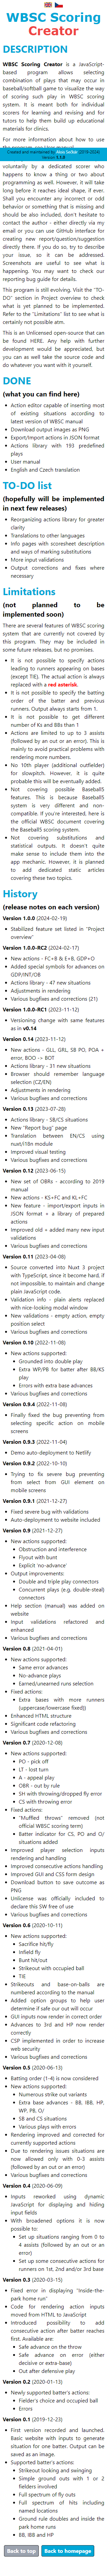 WBSC Scoring
Creator
DESCRIPTION
WBSC Scoring Creator is a JavaScript-
based program allows selecting
combination of plays that may occur in
baseball/softball game to visualize the way
of scoring such play in WBSC scoring
system. It is meant to make individual
scorers for learning and revising and for
tutors to help them build up educational
materials for clinics.
For more information about how to use
Created and maintained by
2019-2024,
Version 1.0.0
voluntarily by a dedicated scorer who
however knows a thing or two about
programming as well. However, it will take
long before it reaches ideal shape, if ever.
Shall you encounter any incorrect or odd
behavior or something that is missing and
should be also included, don't hesitate to
contact the author - either directly via mail
or you can use GitHub interface for
creating new report/question/suggestion
directly there. If you do, try to best describe
your issue, so it can be addressed.
Screenshots are useful to see what is
happening. You may want to check out
reporting bug guide for details.
This program is still evolving. Visit the "TO-
DO" section in Project overview to check
what is yet planned to be implemented.
Refer to the "Limitations" list to see what is
certainly not possible atm.
This is an Unlicensed open-source that can
be found HERE. Any help with further
development would be appreciated, but
you can also freely use my code and do
whatever you want with it yourself.
DONE
(what you can find here)
Action editor capable of inserting most
of existing situations according to
latest version of WBSC manual
Download output images as PNG
Export/Import actions in JSON format
Actions library with 193 predefined
plays
User manual
English and Czech translation
TO-DO list
(hopefully will be implemented
in next few releases)
Reorganizing actions library for greater
clarity
Translations to other languages
Info pages with scoresheet description
and ways of marking substitutions
More input validations
Output corrections and fixes where
necessary
Limitations
(not planned to be
implemented soon)
There are several features of WBSC scoring
system that are currently not covered by
this program. They may be included in
some future releases, but no promises.
It is not possible to specify actions
leading to runners appearing on bases
(except TIE). The actual action is always
replaced with a red asterisk.
It is not possible to specify the batting
order of the batter and previous
runners. Output always starts from 1.
It is not possible to get different
number of Ks and BBs than 1
Actions are limited to up to 3 assists
(followed by an out or an error). This is
mainly to avoid practical problems with
rendering more numbers.
No 10th player (additional outfielder)
for slowpitch. However, it is quite
probable this will be eventually added.
Not covering possible Baseball5
features. This is because Baseball5
system is very different and not
compatible. If you're interested, here is
the official WBSC document covering
the Baseball5 scoring system.
Not covering substitutions and
statistical outputs. It doesn't quite
make sense to include them into the
app mechanic. However, it is planned
to add dedicated static articles
covering these two topics.
History
(release notes on each version)
Version 1.0.0 (2024-02-19)
Stabilized feature set listed in "Project
overview"
Version 1.0.0-RC2 (2024-02-17)
New actions - FC+B & E+B, GDP+O
Added special symbols for advances on
GDP/INT/OB
Actions library - 47 new situations
Adjustments in rendering
Various bugfixes and corrections (21)
Version 1.0.0-RC1 (2023-11-12)
Versioning change with same features
as in v0.14
Version 0.14 (2023-11-12)
New actions - GLL, GRL, SB PO, POA +
error, BOO → BOT
Actions library - 31 new situations
Browser should remember language
selection (CZ/EN)
Adjustments in rendering
Various bugfixes and corrections
Version 0.13 (2023-07-28)
Actions library - SB/CS situations
New "Report bug" page
Translation between EN/CS using
nuxt/i18n module
Improved visual testing
Various bugfixes and corrections
Version 0.12 (2023-06-15)
New set of OBRs - according to 2019
manual
New actions - KS+FC and KL+FC
New feature - import/export inputs in
JSON format + a library of prepared
actions
Improved old + added many new input
validations
Various bugfixes and corrections
Version 0.11 (2023-04-08)
Code converted into Nuxt 3 project
with TypeScript, since it become hard, if
not impossible, to maintain and change
plain JavaScript code.
Validation info - plain alerts replaced
with nice-looking modal window
New validations - empty action, empty
position select
Various bugfixes and corrections
Version 0.10 (2022-11-08)
New actions supported:
Grounded into double play
Extra WP/PB for batter after BB/KS
play
Errors with extra base advances
Various bugfixes and corrections
Version 0.8.4 (2022-11-08)
Finally fixed the bug preventing from
selecting specific action on mobile
screens
Version 0.9.3 (2022-11-04)
Demo auto-deployment to Netlify
Version 0.9.2 (2022-10-10)
Trying to fix severe bug preventing
from select from GUI element on
mobile screens
Version 0.9.1 (2021-12-27)
Fixed severe bug with validations
Auto-deployment to website included
Version 0.9 (2021-12-27)
New actions supported:
Obstruction and interference
Flyout with bunt
Explicit 'no-advance'
Output improvements:
Double and triple play connectors
Concurrent plays (e.g. double-steal)
connectors
Help section (manual) was added on
website
Input validations refactored and
enhanced
Various bugfixes and corrections
Version 0.8 (2021-04-01)
New actions supported:
Same error advances
No-advance plays
Earned/unearned runs selection
Fixed actions:
Extra bases with more runners
(uppercase/lowercase fixed))
Enhanced HTML structure
Significant code refactoring
Various bugfixes and corrections
Version 0.7 (2020-12-08)
New actions supported:
PO - pick off
LT - lost turn
A - appeal play
OBR - out by rule
SH with throwing/dropped fly error
CS with throwing error
Fixed actions:
"Muffed throws" removed (not
official WBSC scoring term)
Batter indicator for CS, PO and G/
situations added
Improved player selection inputs
rendering and handling
Improved consecutive actions handling
Improved GUI and CSS form design
Download button to save outcome as
PNG
Unlicense was officially included to
declare this SW free of use
Various bugfixes and corrections
Version 0.6 (2020-10-11)
New actions supported:
Sacrifice hit/fly
Infield fly
Bunt hit/out
Strikeout with occupied ball
TIE
Strikeouts and base-on-balls are
numbered according to the manual
Added option groups to help user
determine if safe our out will occur
GUI inputs now render in correct order
Advances to 3rd and HP now render
correctly
CSP implemented in order to increase
web security
Various bugfixes and corrections
Version 0.5 (2020-06-13)
Batting order (1-4) is now considered
New actions supported:
Numerous strike out variants
Extra base advances - BB, IBB, HP,
WP, PB, O/
SB and CS situations
Various plays with errors
Rendering improved and corrected by
currently supported actions
Due to rendering issues situations are
now allowed only with 0-3 assists
(followed by an out or an error)
Various bugfixes and corrections
Version 0.4 (2020-06-09)
Inputs reworked using dynamic
JavaScript for displaying and hiding
input fields
With broadened options it is now
possible to:
Set up situations ranging from 0 to
4 assists (followed by an out or an
error)
Set up some consecutive actions for
runners on 1st, 2nd and/or 3rd base
Version 0.3 (2020-03-15)
Fixed error in displaying "Inside-the-
park home run"
Code for rendering action inputs
moved from HTML to JavaScript
Introduced possibility to add
consecutive action after batter reaches
first. Available are:
Safe advance on the throw
Safe advance on error (either
decisive or extra-base)
Out after defensive play
Version 0.2 (2020-01-13)
Newly supported batter's actions:
Fielder's choice and occupied ball
Errors
Version 0.1 (2019-12-23)
First version recorded and launched.
Basic website with inputs to generate
situation for one batter. Output can be
saved as an image.
Supported batter's actions:
Strikeout looking and swinging
Simple ground outs with 1 or 2
fielders involved
Full spectrum of fly outs
Full spectrum of hits including
named locations
Ground rule doubles and inside the
park home runs
BB, IBB and HP
Back to top
Back to homepage